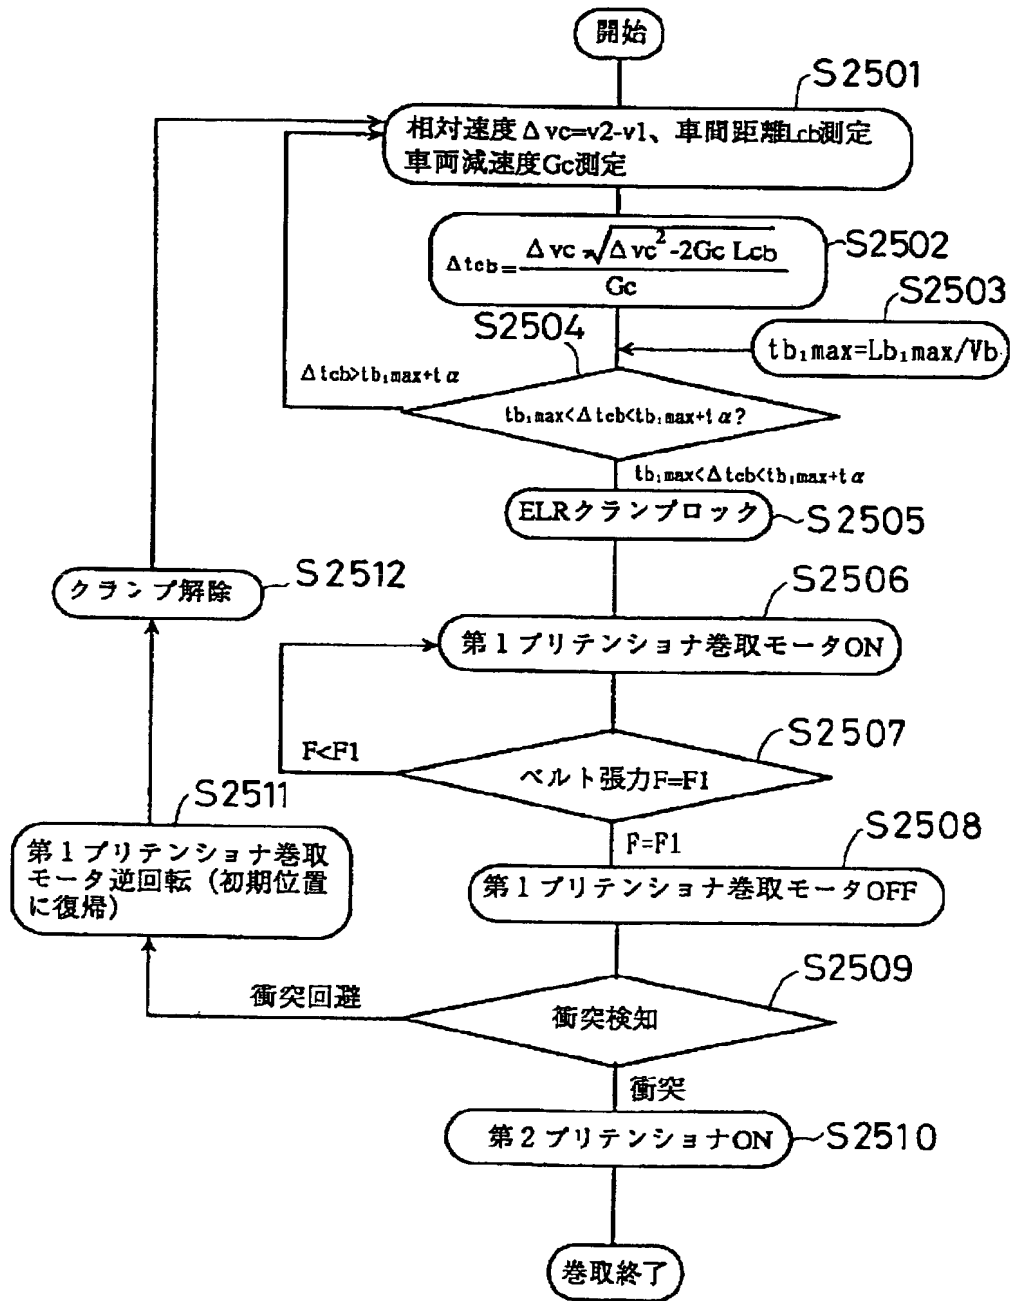 開始
S2501
相対速度Δvc=v2-v1、車間距離Lcb測定
車両減速度Gc測定
S2502
Δtcb=
Δvc-√Δvc²-2Gc Lcb
Gc
S2503
tb₁max=Lb₁max/Vb
S2504
Δtcb>tb₁max+tα
tb₁max<Δtcb<tb₁max+tα?
tb₁max<Δtcb<tb₁max+tα
ELRクランプロック
S2505
S2512
クランプ解除
S2506
第1プリテンショナ巻取モータON
S2507
F<F1
ベルト張力F=F1
S2511
第1プリテンショナ巻取
モータ逆回転（初期位置
に復帰）
F=F1
S2508
第1プリテンショナ巻取モータOFF
S2509
衝突回避
衝突検知
衝突
第2プリテンショナON
S2510
巻取終了